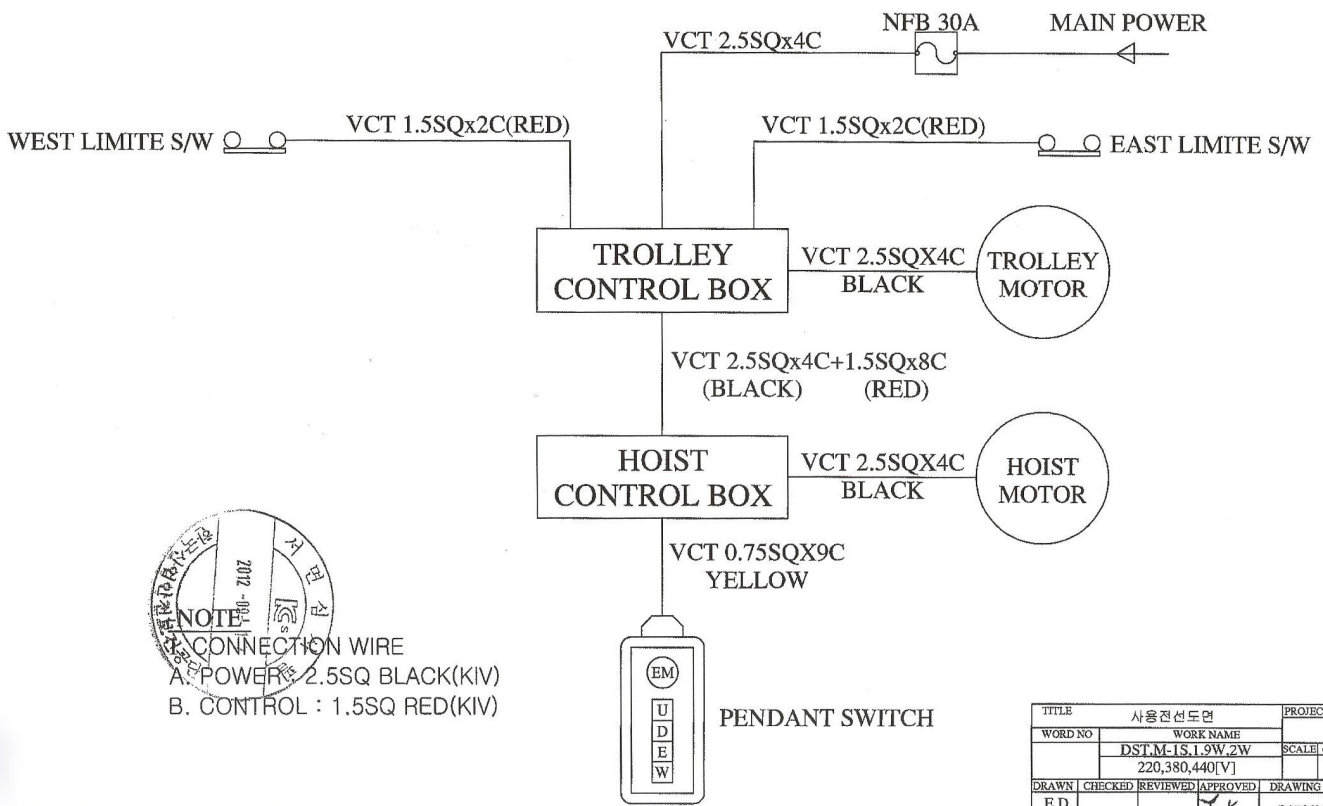 NFB 30A
MAIN POWER
VCT 2.5SQx4C
WEST LIMITE S/W
VCT 1.5SQx2C(RED)
VCT 1.5SQx2C(RED)
EAST LIMITE S/W
TROLLEY
CONTROL BOX
VCT 2.5SQX4C
BLACK
TROLLEY
MOTOR
VCT 2.5SQx4C+1.5SQx8C
(BLACK) (RED)
HOIST
CONTROL BOX
VCT 2.5SQX4C
BLACK
HOIST
MOTOR
VCT 0.75SQX9C
YELLOW
서면심
2012
NOTE
CONNECTION WIRE
A. POWER : 2.5SQ BLACK(KIV)
B. CONTROL : 1.5SQ RED(KIV)
EM
U
D
E
W
PENDANT SWITCH
TITLE
사용전선도면
WORD NO
WORK NAME
DST,M-1S,1.9W,2W
SCALE
220,380,440[V]
DRAWN CHECKED REVIEWED APPROVED DRAWING